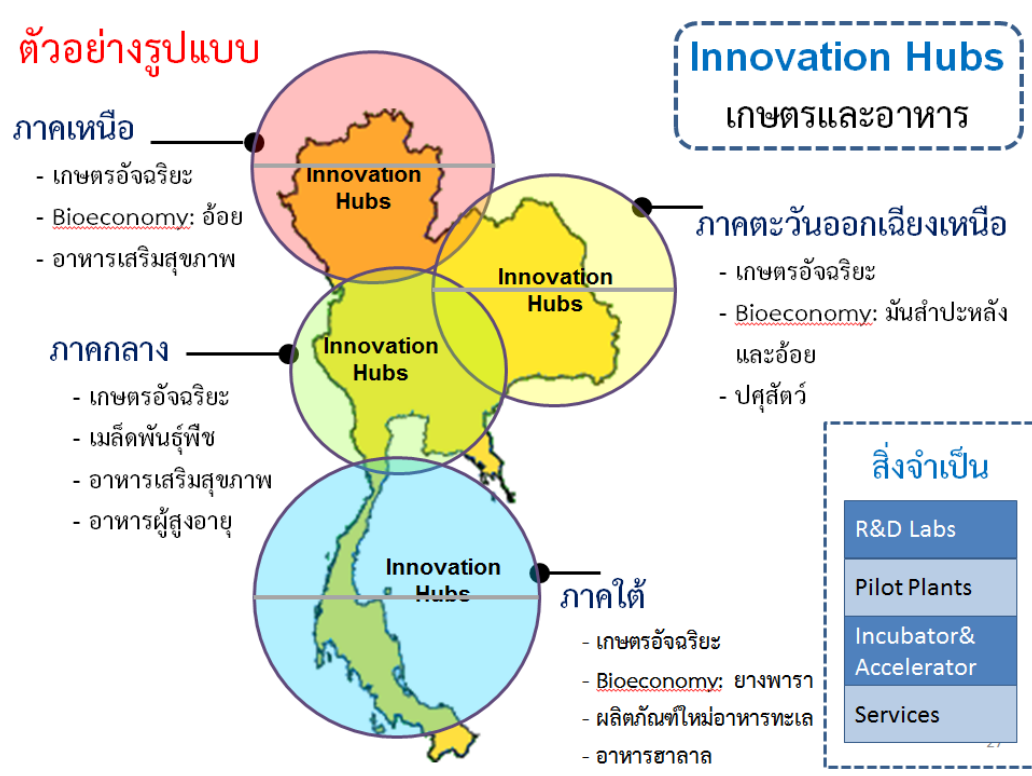 ตัวอย่างรูปแบบ
Innovation Hubs
เกษตรและอาหาร
ภาคเหนือ
- เกษตรอัจฉริยะ
- Bioeconomy: อ้อย
- อาหารเสริมสุขภาพ
Innovation
Hubs
ภาคตะวันออกเฉียงเหนือ
- เกษตรอัจฉริยะ
- Bioeconomy: มันสำปะหลัง
และอ้อย
- ปศุสัตว์
Innovation
Hubs
ภาคกลาง
- เกษตรอัจฉริยะ
- เมล็ดพันธุ์พืช
- อาหารเสริมสุขภาพ
- อาหารผู้สูงอายุ
Innovation
Hubs
Innovation
Hubs
ภาคใต้
- เกษตรอัจฉริยะ
- Bioeconomy: ยางพารา
- ผลิตภัณฑ์ใหม่อาหารทะเล
- อาหารฮาลาล
สิ่งจำเป็น
R&D Labs
Pilot Plants
Incubator&
Accelerator
Services
27